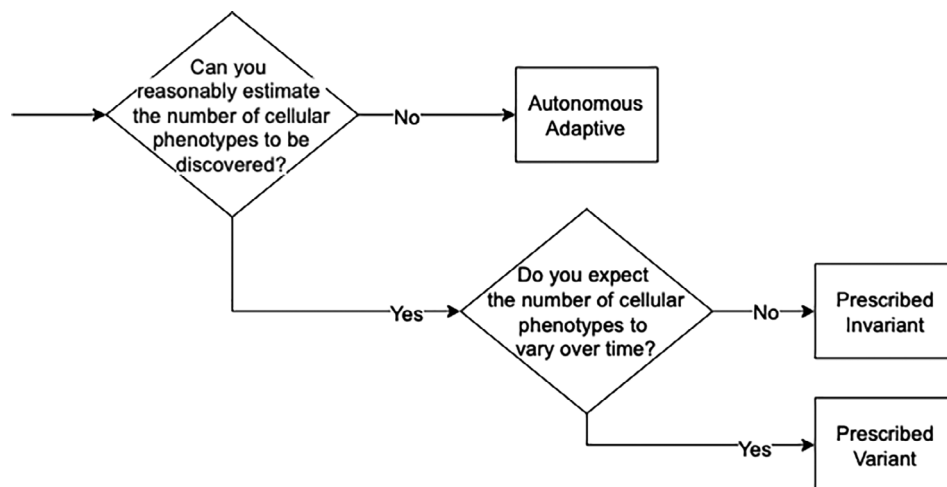 Can you
reasonably estimate
the number of cellular
phenotypes to be
discovered?
No
Autonomous
Adaptive
Yes
Do you expect
the number of cellular
phenotypes to
vary over time?
No
Prescribed
Invariant
Yes
Prescribed
Variant